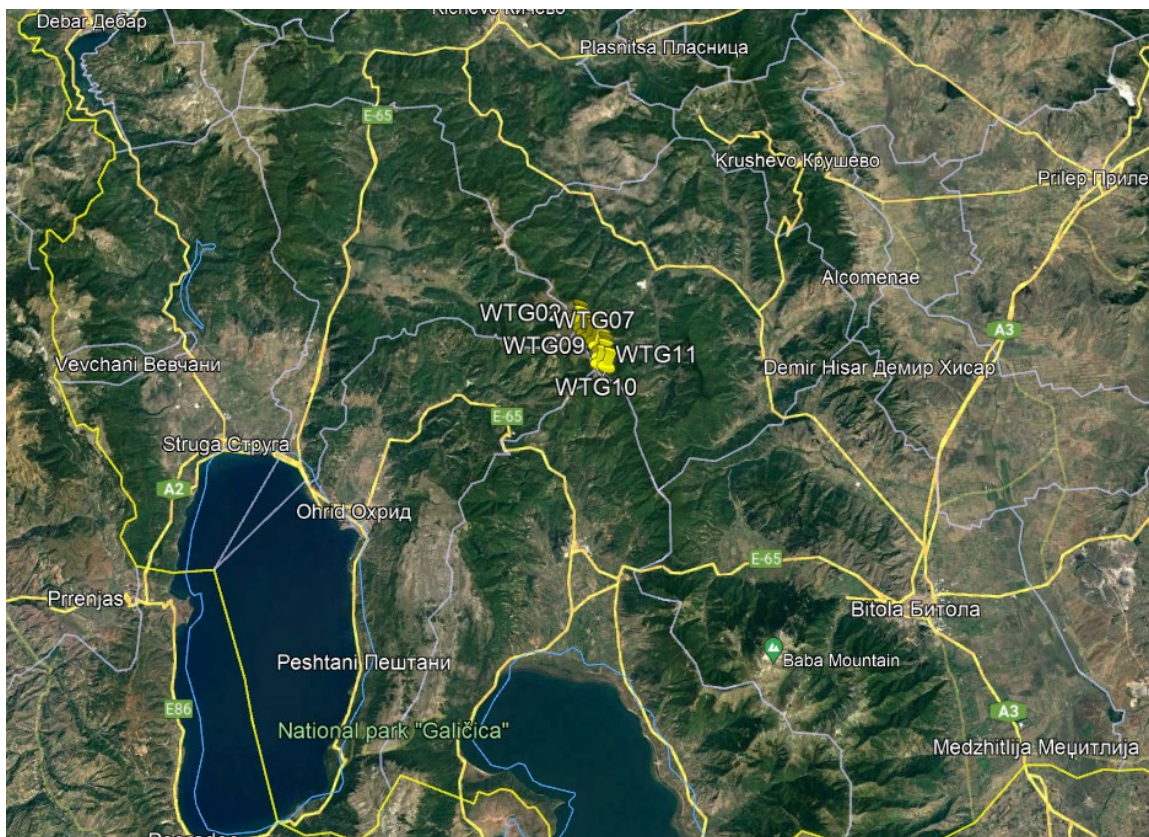 Debar Дебар
Plasnitsa Пласница
E-65
Krushevo Крушево
Prilep Приле
Alcomenae
WTG02
WTG07
A3
WTG09
WTG11
Vevchani Вевчани
Demir Hisar Демир Хисар
WTG10
E-65
Struga Струга
A2
Ohrid Охрид
E-65
Prrenjas
Bitola Битола
Peshtani Пештани
Baba Mountain
E86
National park "Galičica"
A3
Medzhitlija Меџитлија